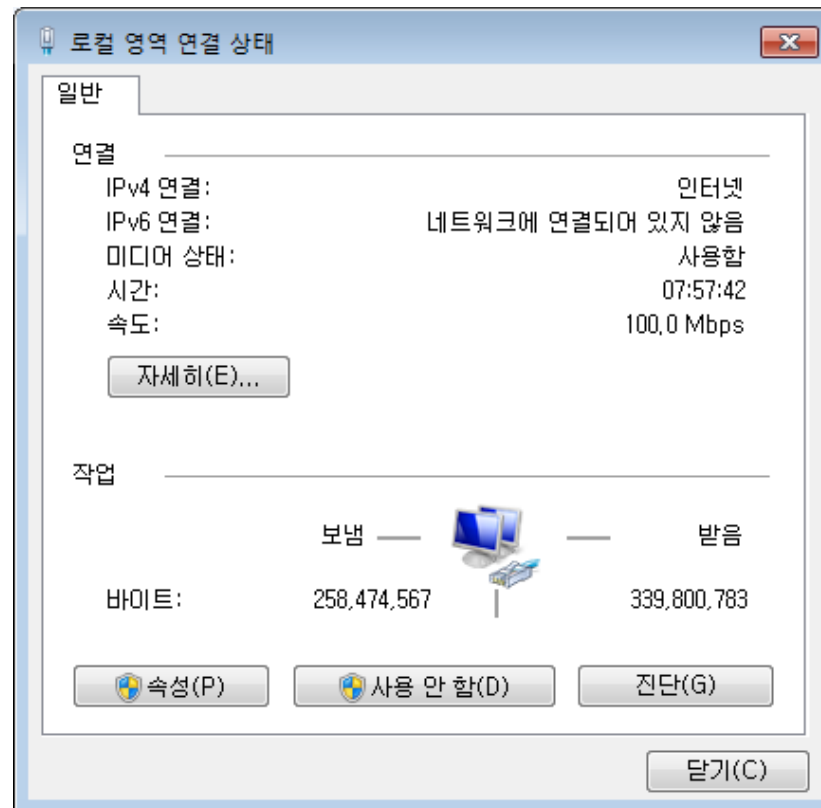 로컬 영역 연결 상태
일반
연결
IPv4 연결: 인터넷
IPv6 연결: 네트워크에 연결되어 있지 않음
미디어 상태: 사용함
시간: 07:57:42
속도: 100,0 Mbps
자세히(E)...
작업
보냄 받음
바이트: 258,474,567 339,800,783
속성(P) 사용 안 함(D) 진단(G)
닫기(C)